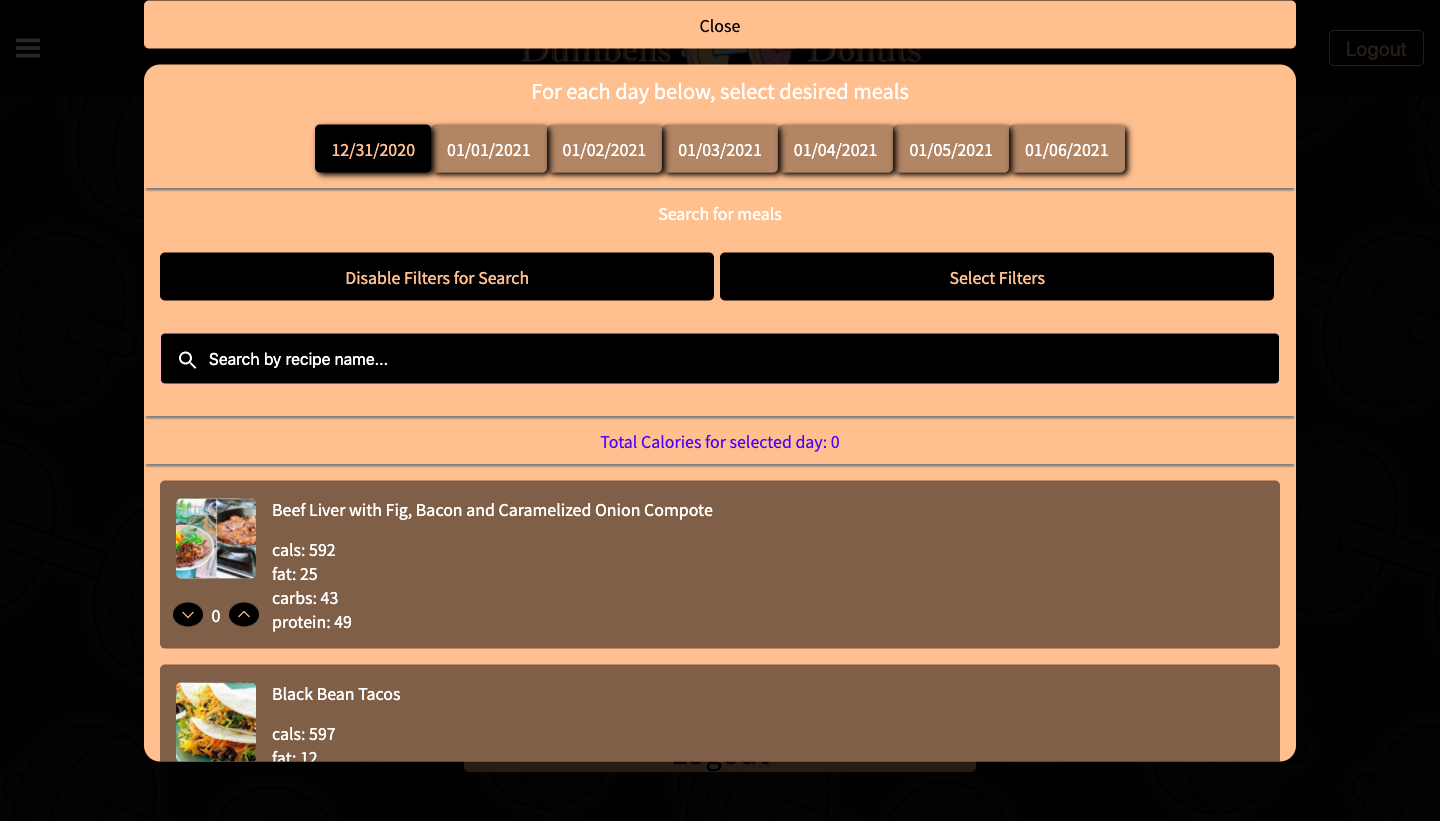 Close
Dumbells Donuts
Logout
For each day below, select desired meals
12/31/2020 01/01/2021 01/02/2021 01/03/2021 01/04/2021 01/05/2021 01/06/2021
Search for meals
Disable Filters for Search Select Filters
Search by recipe name...
Total Calories for selected day: 0
Beef Liver with Fig, Bacon and Caramelized Onion Compote
cals: 592
fat: 25
carbs: 43
0
protein: 49
Black Bean Tacos
cals: 597
fat: 12
Logout